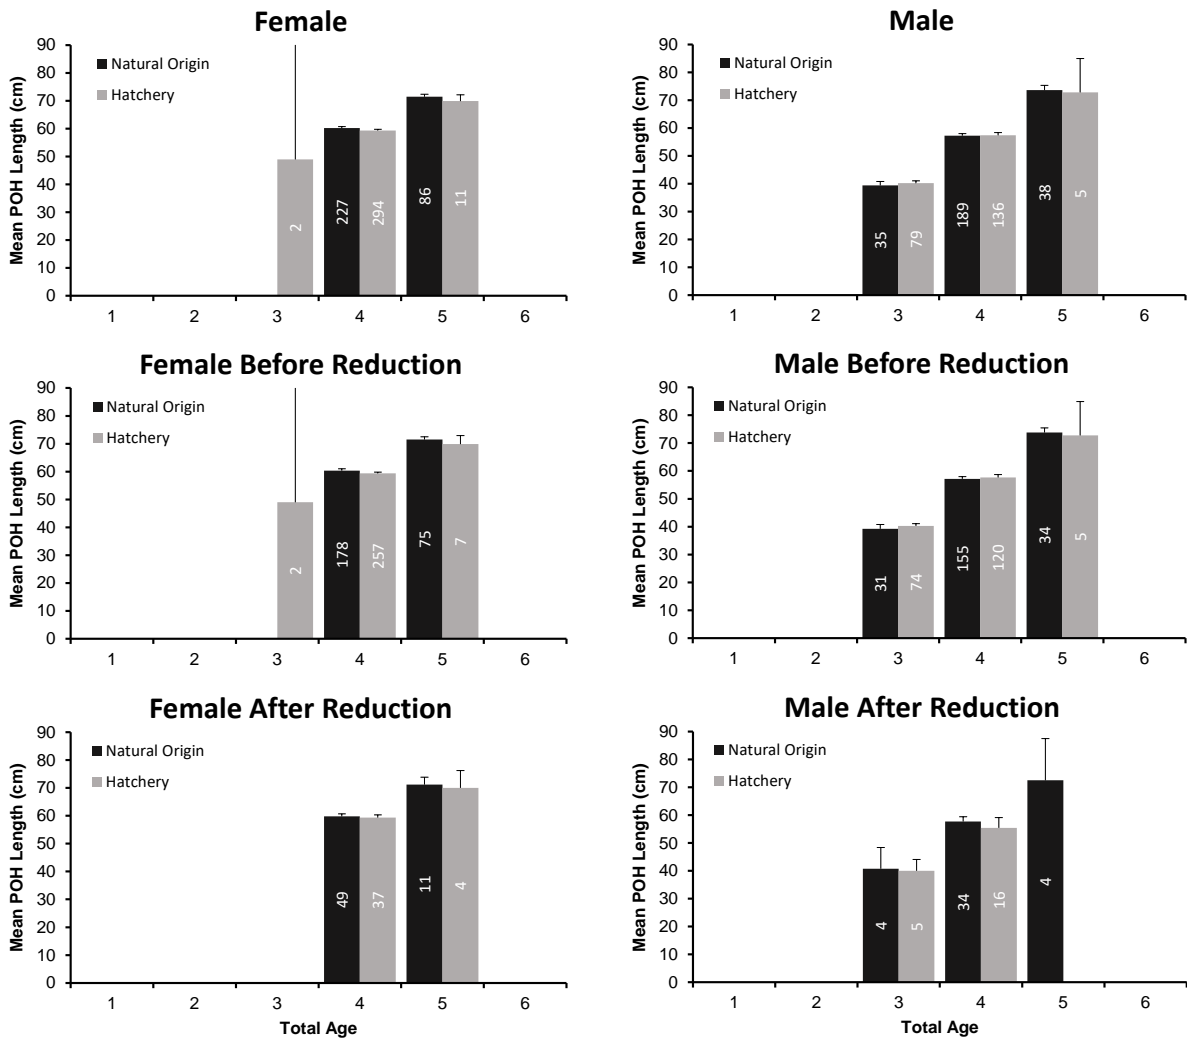 Female
90
80
70
60
50
40
30
20
10
0
Mean POH Length (cm)
Natural Origin
Hatchery
2
227
294
86
11
1 2 3 4 5 6
Male
90
80
70
60
50
40
30
20
10
0
Mean POH Length (cm)
Natural Origin
Hatchery
35
79
189
136
38
5
1 2 3 4 5 6
Female Before Reduction
90
80
70
60
50
40
30
20
10
0
Mean POH Length (cm)
Natural Origin
Hatchery
2
178
257
75
7
1 2 3 4 5 6
Male Before Reduction
90
80
70
60
50
40
30
20
10
0
Mean POH Length (cm)
Natural Origin
Hatchery
31
74
155
120
34
5
1 2 3 4 5 6
Female After Reduction
90
80
70
60
50
40
30
20
10
0
Mean POH Length (cm)
Natural Origin
Hatchery
49
37
11
4
1 2 3 4 5 6
Total Age
Male After Reduction
90
80
70
60
50
40
30
20
10
0
Mean POH Length (cm)
Natural Origin
Hatchery
4
5
34
16
4
1 2 3 4 5 6
Total Age